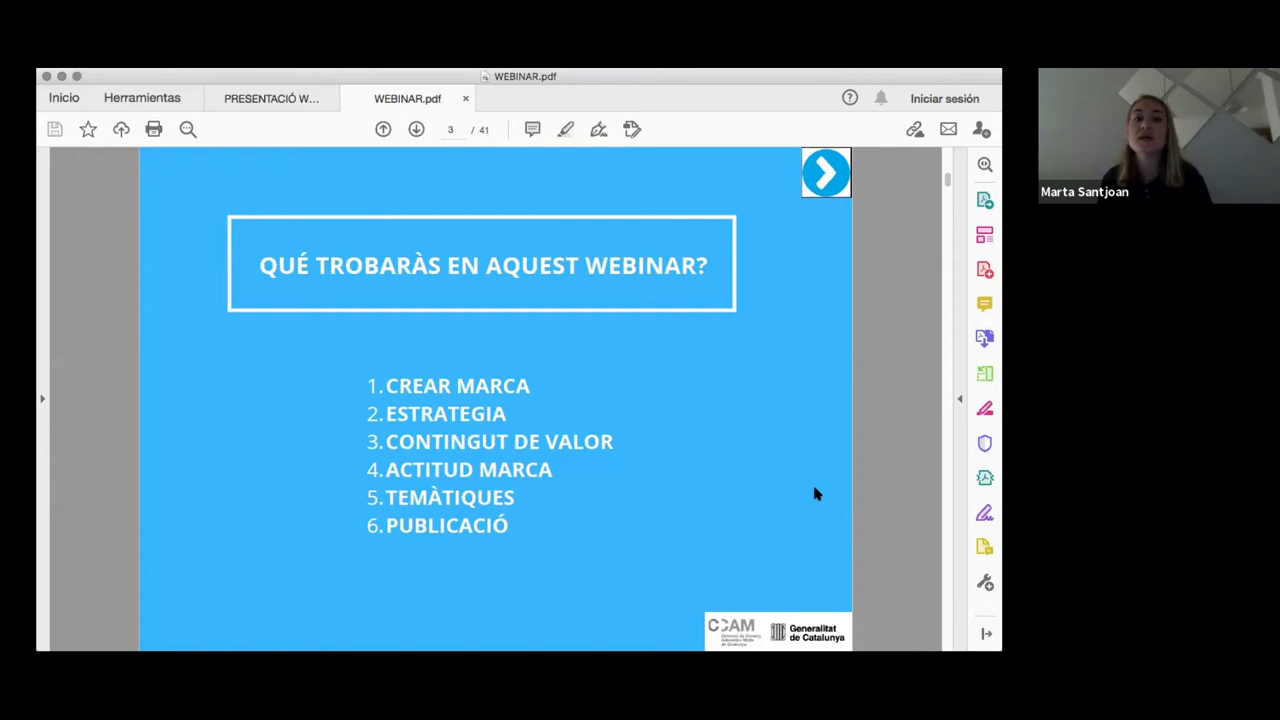 WEBINAR.pdf
Inicio
Herramientas
PRESENTACIÓ W...
WEBINAR.pdf
Iniciar sesión
3 / 41
Marta Santjoan
QUÉ TROBARÀS EN AQUEST WEBINAR?
1. CREAR MARCA
2. ESTRATEGIA
3. CONTINGUT DE VALOR
4. ACTITUD MARCA
5. TEMÀTIQUES
6. PUBLICACIÓ
CCAM
Generalitat
de Catalunya